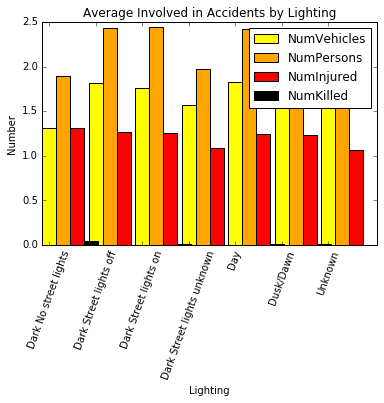 Average Involved in Accidents by Lighting
2.5
2.0
1.5
1.0
0.5
0.0
Number
NumVehicles
NumPersons
NumInjured
NumKilled
Dark No street lights
Dark Street lights off
Dark Street lights on
Dark Street lights unknown
Day
Dusk/Dawn
Unknown
Lighting